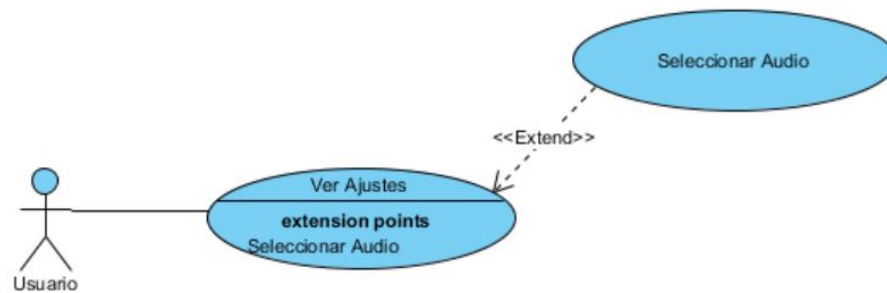 Seleccionar Audio
<<Extend>>
Ver Ajustes
extension points
Seleccionar Audio
Usuario